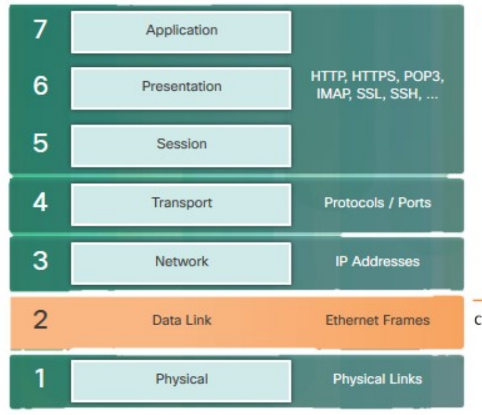 7 Application
6 Presentation HTTP, HTTPS, POP3,
IMAP, SSL, SSH, ...
5 Session
4 Transport Protocols / Ports
3 Network IP Addresses
2 Data Link Ethernet Frames
1 Physical Physical Links